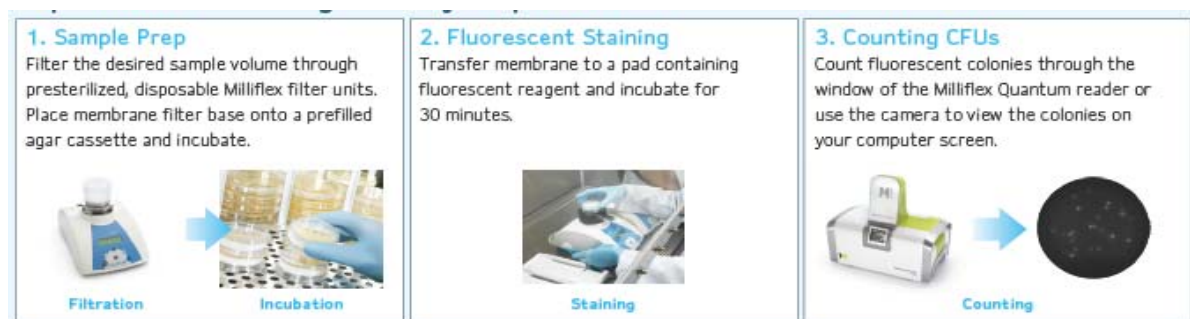 1. Sample Prep
Filter the desired sample volume through
presterilized, disposable Milliflex filter units.
Place membrane filter base onto a prefilled
agar cassette and incubate.
Filtration
Incubation
2. Fluorescent Staining
Transfer membrane to a pad containing
fluorescent reagent and incubate for
30 minutes.
Staining
3. Counting CFUs
Count fluorescent colonies through the
window of the Milliflex Quantum reader or
use the camera to view the colonies on
your computer screen.
Counting